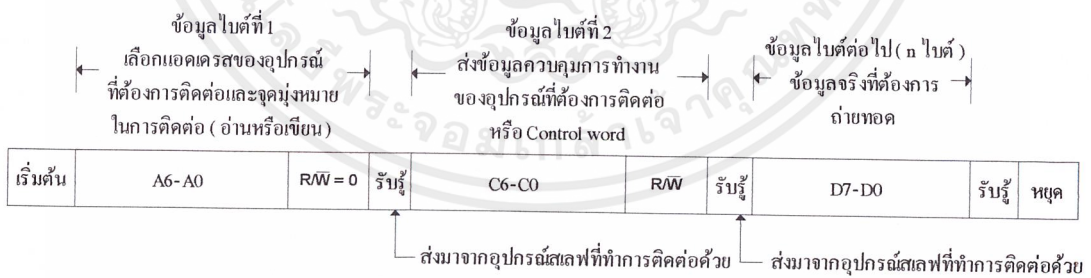 ข้อมูลไบต์ที่ 1
เลือกแอดเดรสของอุปกรณ์
ที่ต้องการติดต่อและจุดมุ่งหมาย
ในการติดต่อ ( อ่านหรือเขียน )
ข้อมูลไบต์ที่ 2
ส่งข้อมูลควบคุมการทำงาน
ของอุปกรณ์ที่ต้องการติดต่อ
หรือ Control word
ข้อมูลไบต์ต่อไป ( n ไบต์ )
ข้อมูลจริงที่ต้องการ
ถ่ายทอด
เริ่มต้น A6-A0 R/W̅ = 0 รับรู้ C6-C0 R/W̅ รับรู้ D7-D0 รับรู้ หยุด
ส่งมาจากอุปกรณ์สเลฟที่ทำการติดต่อด้วย ส่งมาจากอุปกรณ์สเลฟที่ทำการติดต่อด้วย